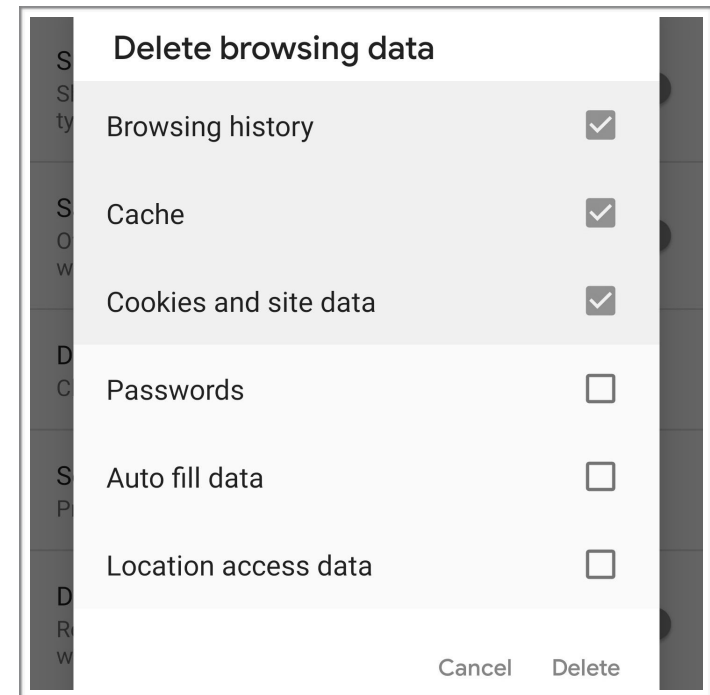 Delete browsing data
Browsing history
Cache
Cookies and site data
Passwords
Auto fill data
Location access data
Cancel Delete